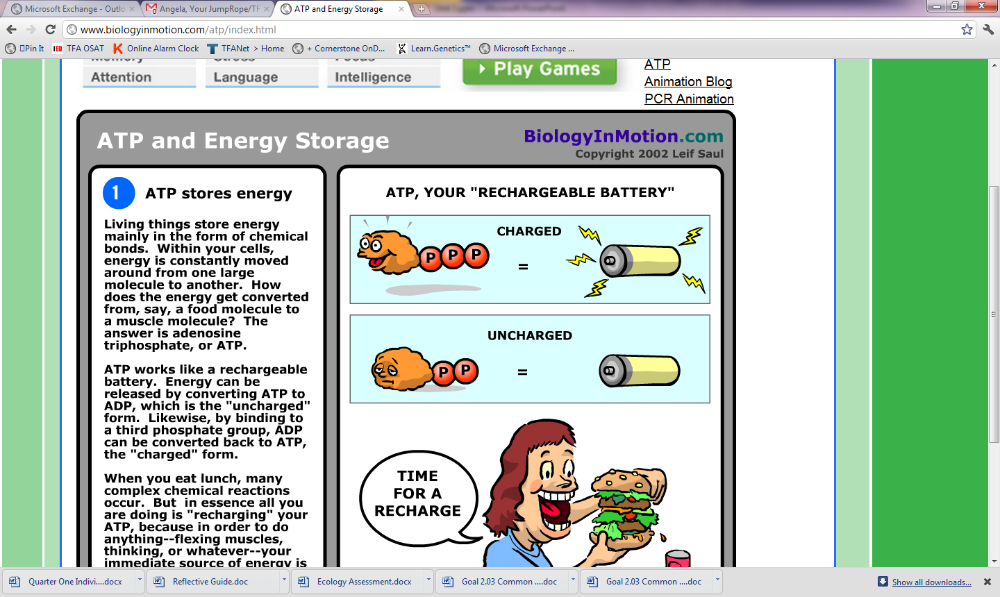 Microsoft Exchange - Outlo
Angela, Your JumpRope/TF
ATP and Energy Storage
www.biologyinmotion.com/atp/index.html
Pin It
TFA OSAT
Online Alarm Clock
TFANet > Home
+ Cornerstone OnD...
Learn.Genetics™
Microsoft Exchange ...
Memory
Stress
Focus
Attention
Language
Intelligence
Play Games
ATP
Animation Blog
PCR Animation
ATP and Energy Storage
BiologyInMotion.com
Copyright 2002 Leif Saul
1 ATP stores energy
Living things store energy
mainly in the form of chemical
bonds. Within your cells,
energy is constantly moved
around from one large
molecule to another. How
does the energy get converted
from, say, a food molecule to
a muscle molecule? The
answer is adenosine
triphosphate, or ATP.
ATP works like a rechargeable
battery. Energy can be
released by converting ATP to
ADP, which is the "uncharged"
form. Likewise, by binding to
a third phosphate group, ADP
can be converted back to ATP,
the "charged" form.
When you eat lunch, many
complex chemical reactions
occur. But in essence all you
are doing is "recharging" your
ATP, because in order to do
anything--flexing muscles,
thinking, or whatever--your
immediate source of energy is
ATP, YOUR "RECHARGEABLE BATTERY"
CHARGED
P P P
=
UNCHARGED
P P
=
TIME
FOR A
RECHARGE
Quarter One Indivi....docx
Reflective Guide.doc
Ecology Assessment.docx
Goal 2.03 Common ....doc
Goal 2.03 Common ....doc
Show all downloads...